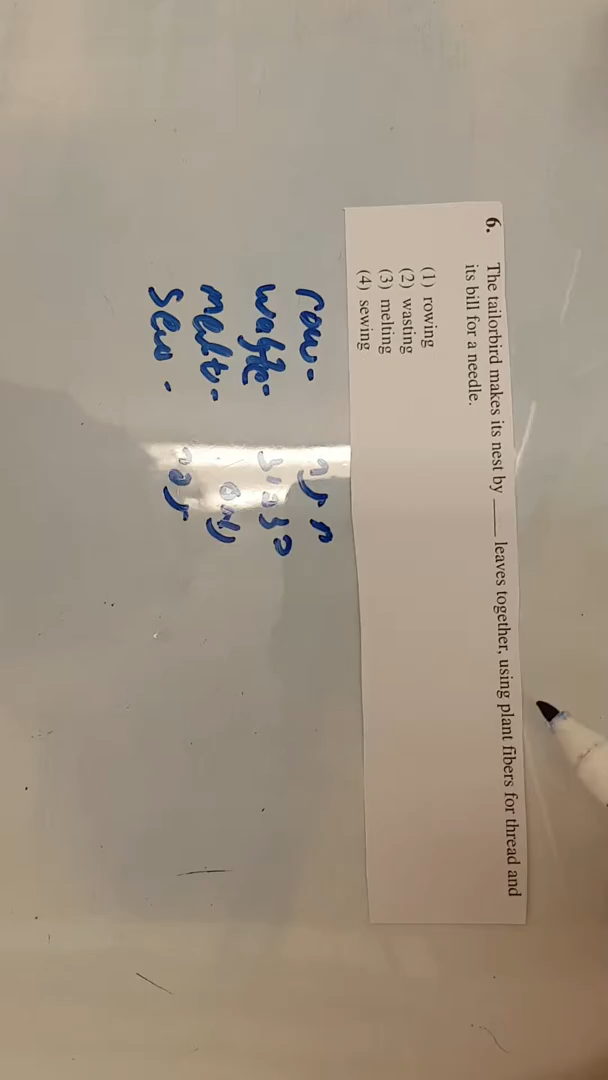 6. The tailorbird makes its nest by ____ leaves together, using plant fibers for thread and
its bill for a needle.
(1) rowing
(2) wasting
(3) melting
(4) sewing
row-
waste-
melt-
sew-